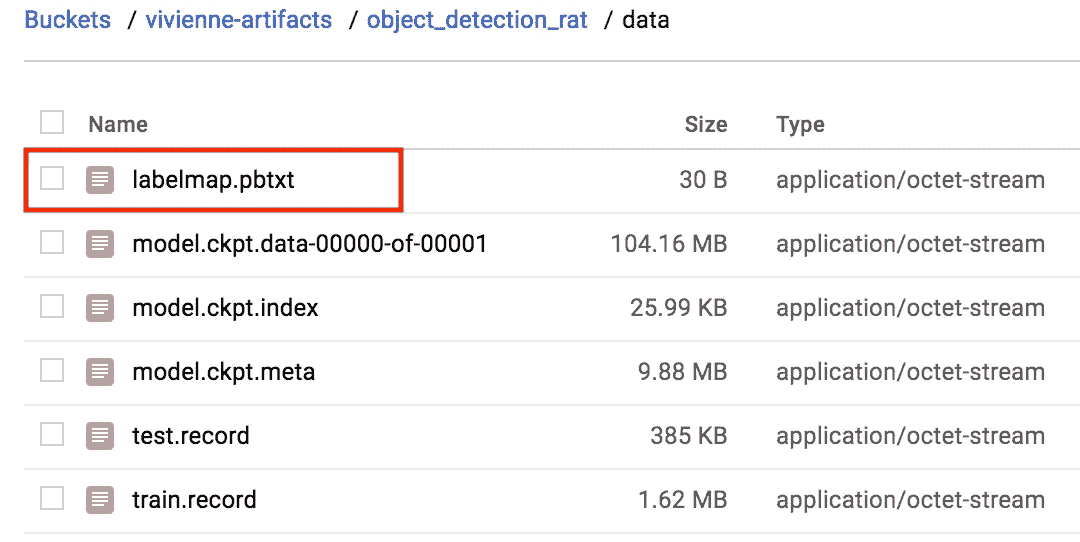 Buckets / vivienne-artifacts / object_detection_rat / data
Name Size Type
labelmap.pbtxt 30 B application/octet-stream
model.ckpt.data-00000-of-00001 104.16 MB application/octet-stream
model.ckpt.index 25.99 KB application/octet-stream
model.ckpt.meta 9.88 MB application/octet-stream
test.record 385 KB application/octet-stream
train.record 1.62 MB application/octet-stream